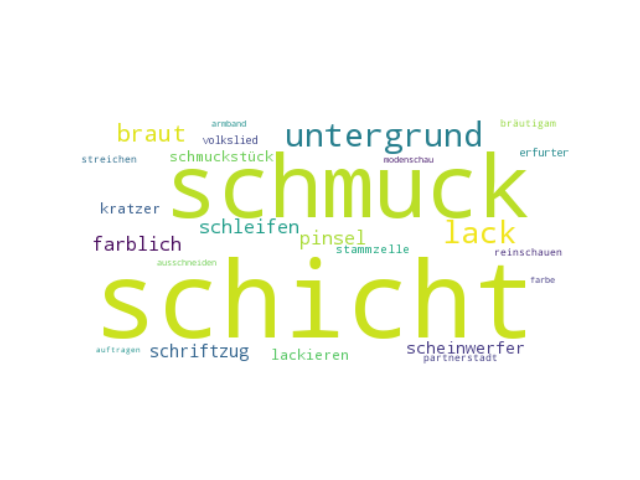 armband
bräutigam
braut
untergrund
volkslied
streichen
schmuckstück
modenschau
erfurter
schmuck
kratzer
schleifen
lack
farblich
pinsel
stammzelle
reinschauen
ausschneiden
schicht
farbe
auftragen
schriftzug
lackieren
scheinwerfer
partnerstadt